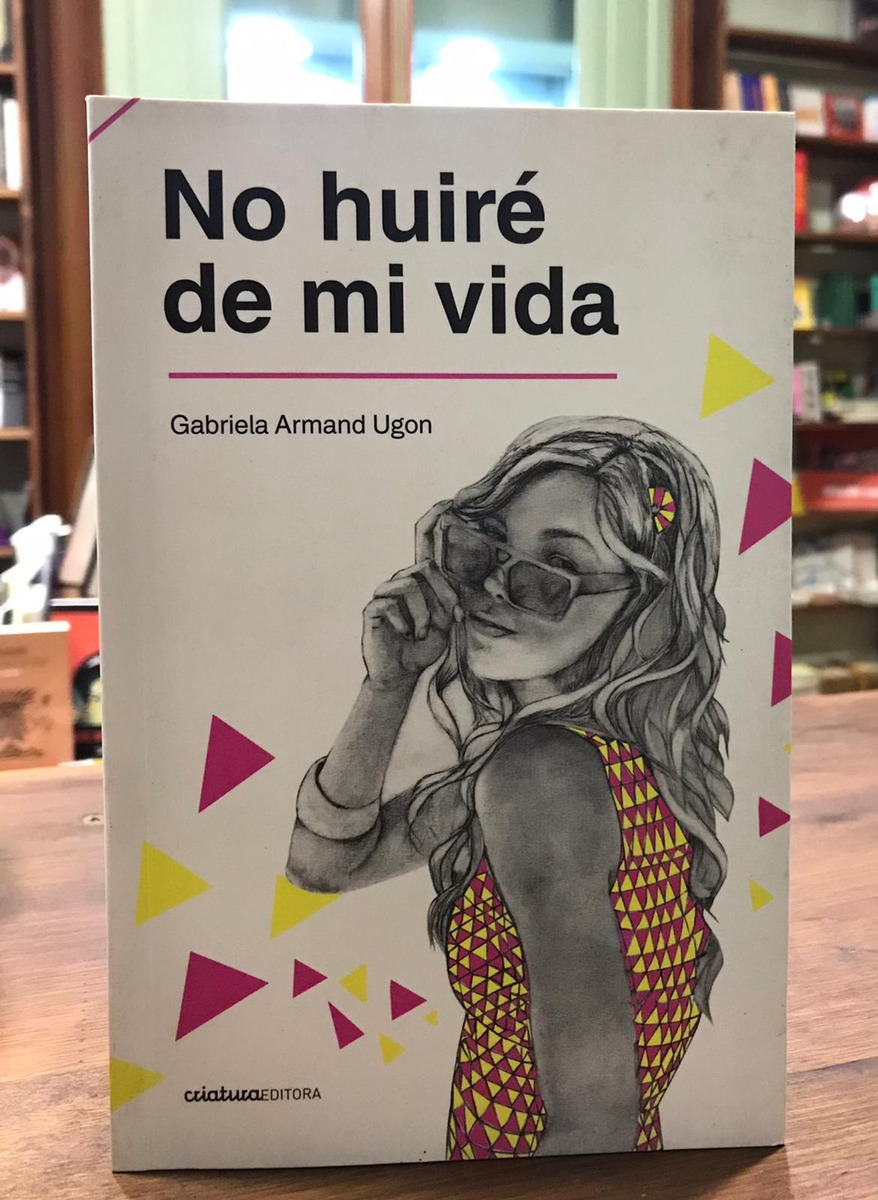 No huiré
de mi vida
Gabriela Armand Ugon
criaturaEDITORA